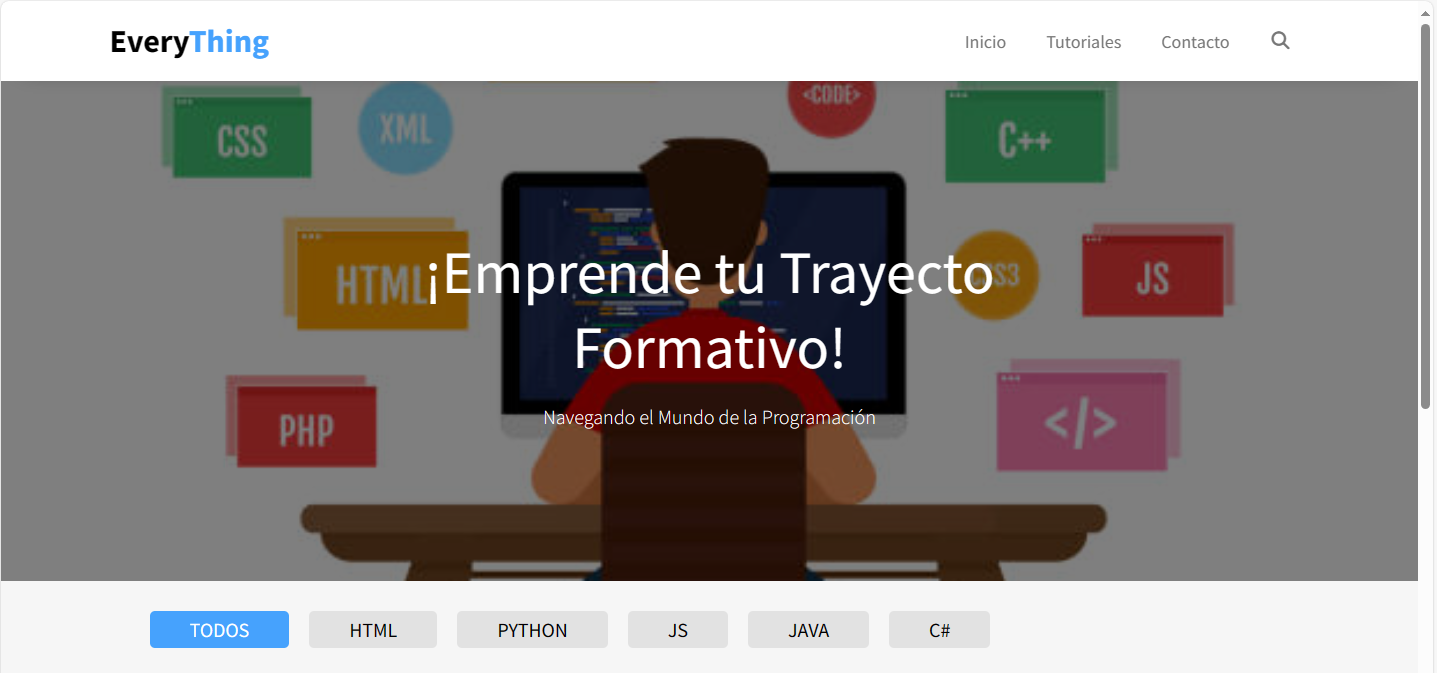 EveryThing
Inicio
Tutoriales
Contacto
CSS
XML
<CODE>
C++
HTML
JS
¡Emprende tu Trayecto
Formativo!
PHP
Navegando el Mundo de la Programación
</>
TODOS
HTML
PYTHON
JS
JAVA
C#